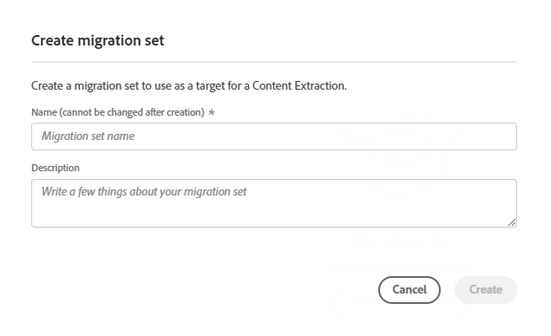 Create migration set
Create a migration set to use as a target for a Content Extraction.
Name (cannot be changed after creation) *
Migration set name
Description
Write a few things about your migration set
Cancel
Create